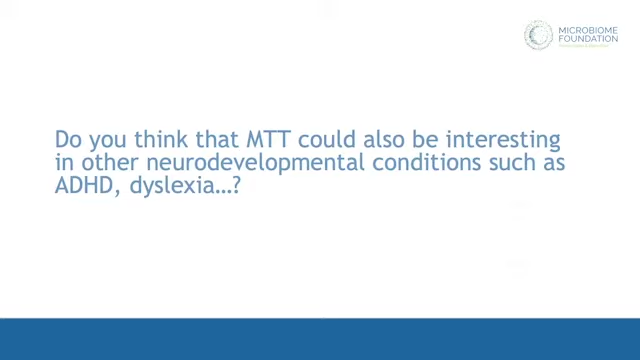 MICROBIOME
FOUNDATION
Do you think that MTT could also be interesting
in other neurodevelopmental conditions such as
ADHD, dyslexia…?